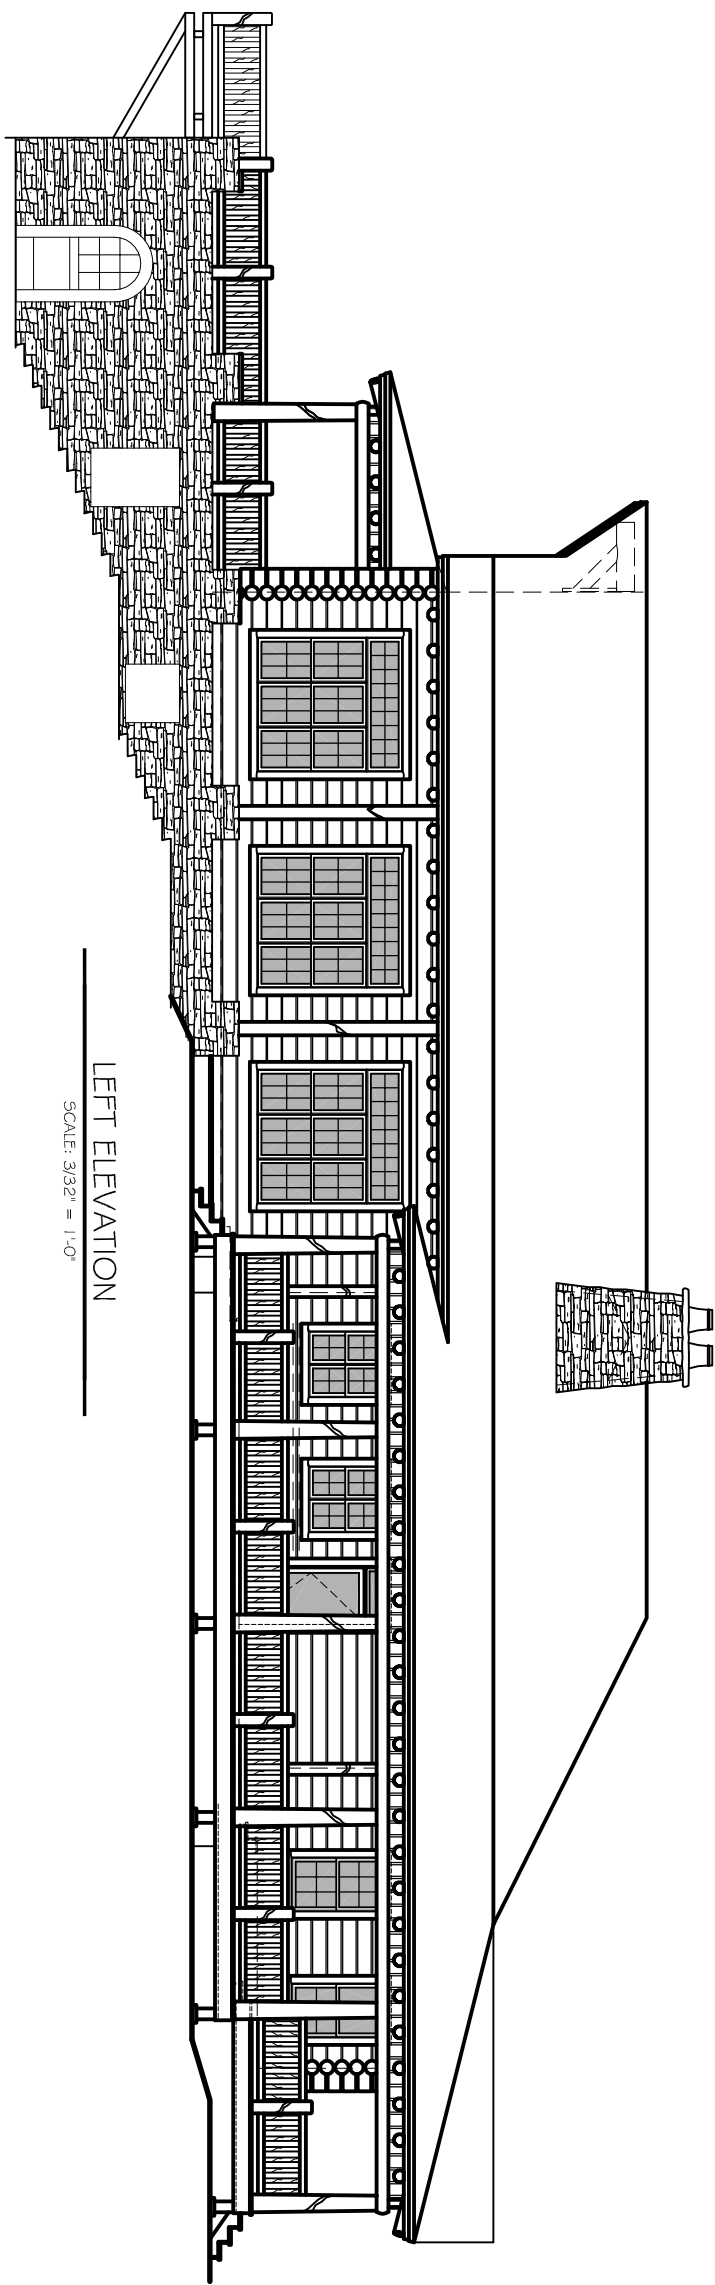 LEFT ELEVATION
SCALE: 3/32" = 1'-0"